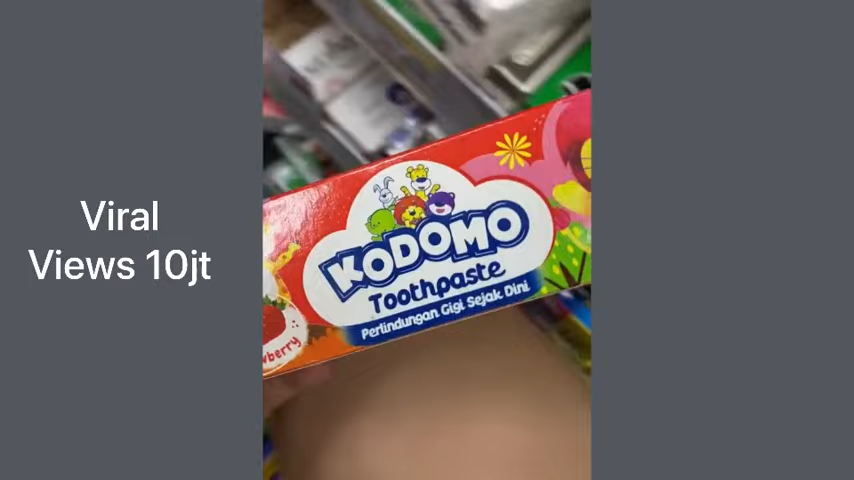 Viral
Views 10jt
KODOMO
Toothpaste
Perlindungan Gigi Sejak Dini
wberry